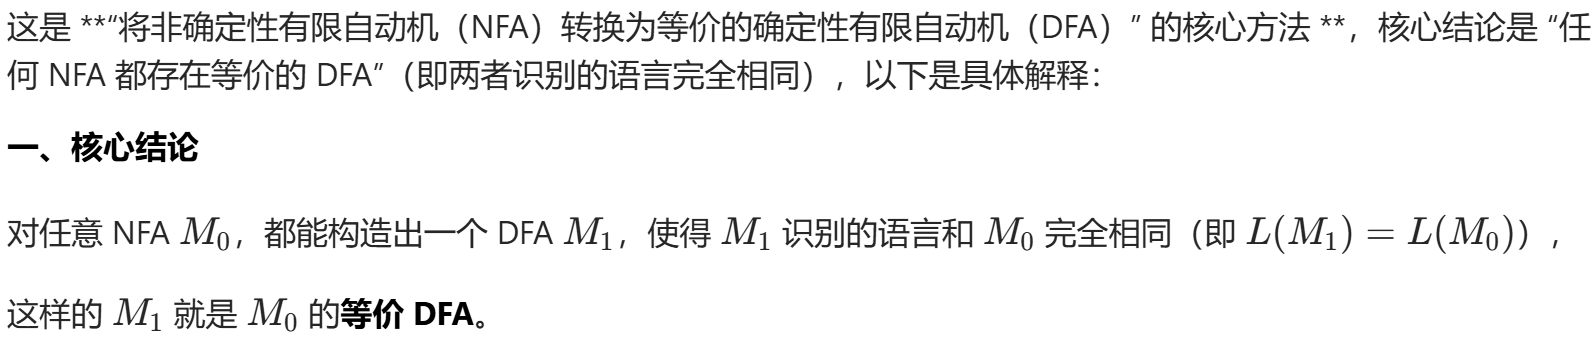 这是 **“将非确定性有限自动机（NFA）转换为等价的确定性有限自动机（DFA）” 的核心方法 **，核心结论是 “任
何 NFA 都存在等价的 DFA”（即两者识别的语言完全相同），以下是具体解释：
一、核心结论
对任意 NFA M₀，都能构造出一个 DFA M₁，使得 M₁ 识别的语言和 M₀ 完全相同（即 L(M₁) = L(M₀)），
这样的 M₁ 就是 M₀ 的等价 DFA。